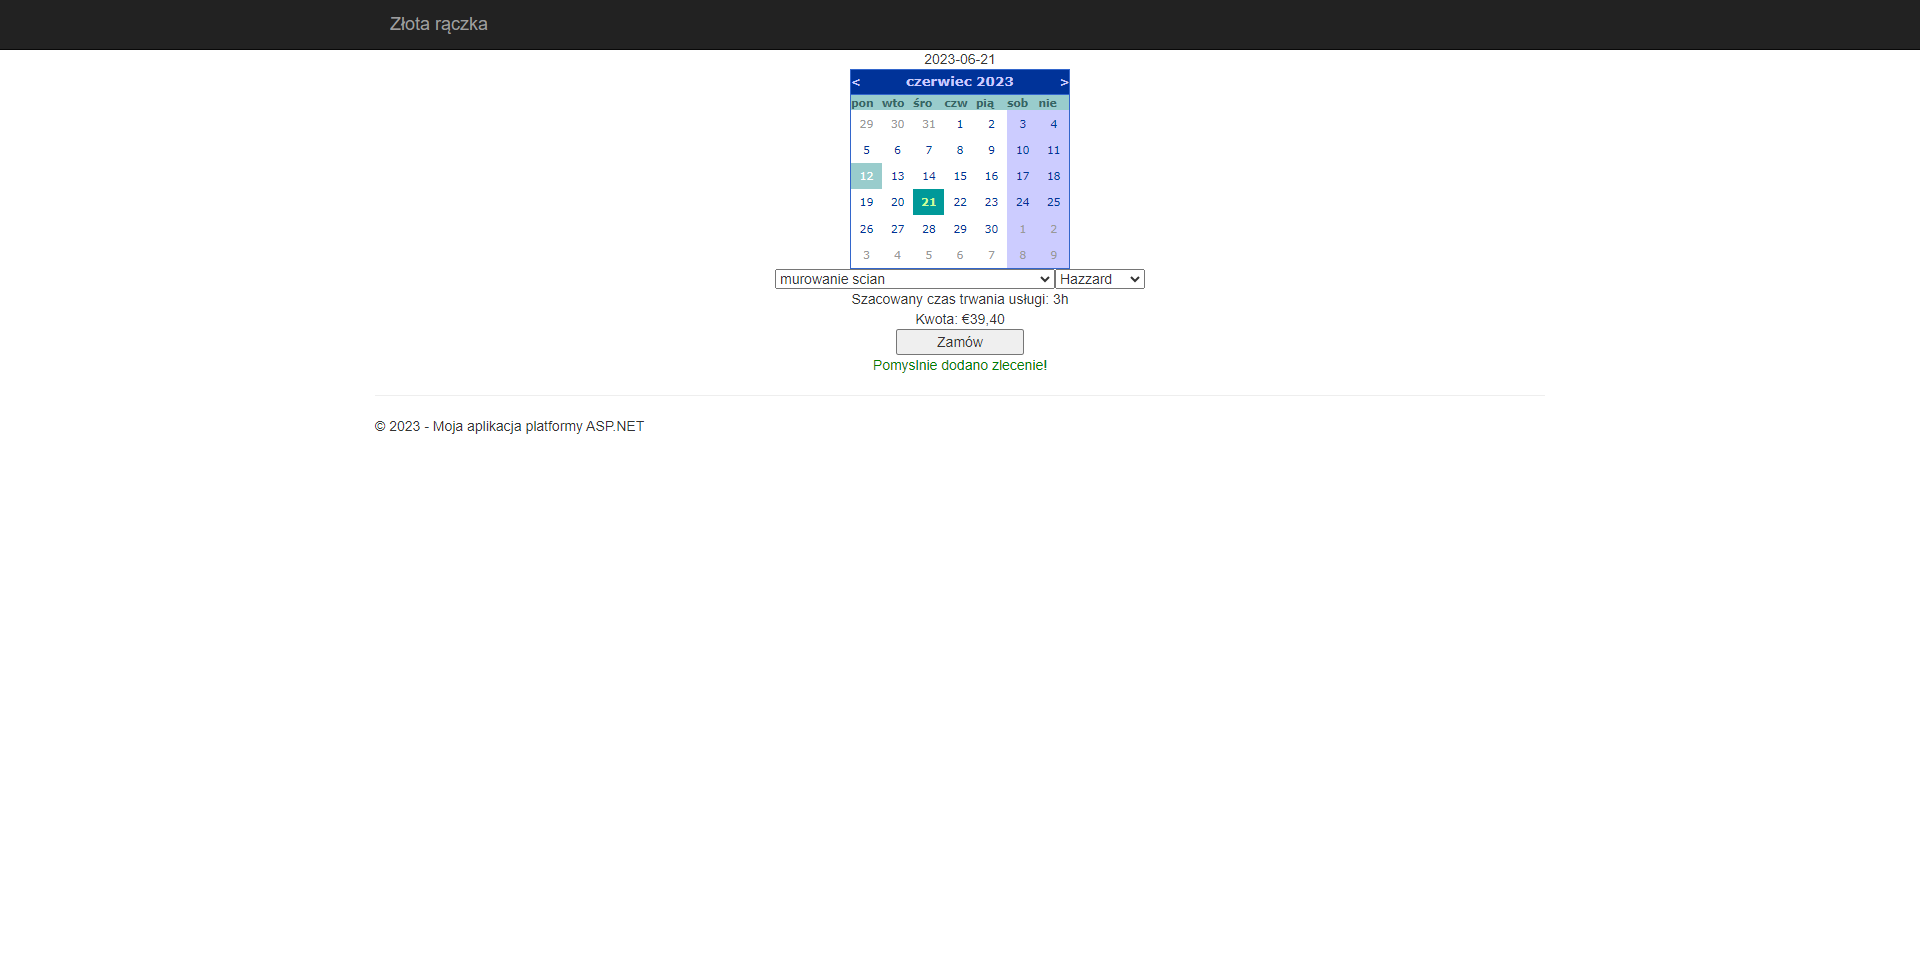 Złota rączka
2023-06-21
< czerwiec 2023 >
pon wto śro czw pią sob nie
29 30 31 1 2 3 4
5 6 7 8 9 10 11
12 13 14 15 16 17 18
19 20 21 22 23 24 25
26 27 28 29 30 1 2
3 4 5 6 7 8 9
murowanie scian Hazzard
Szacowany czas trwania usługi: 3h
Kwota: €39,40
Zamów
Pomyslnie dodano zlecenie!
© 2023 - Moja aplikacja platformy ASP.NET